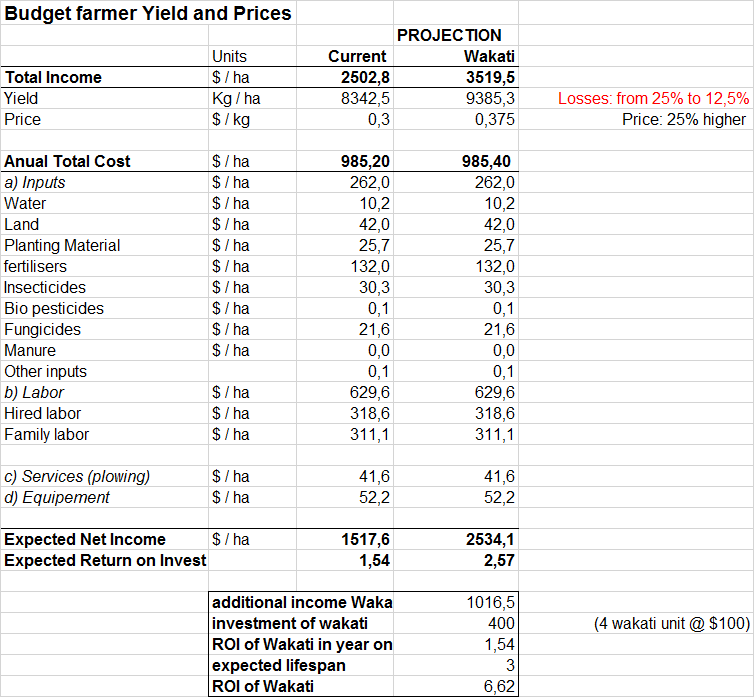 Budget farmer Yield and Prices
PROJECTION
Units Current Wakati
Total Income $ / ha 2502,8 3519,5
Yield Kg / ha 8342,5 9385,3 Losses: from 25% to 12,5%
Price $ / kg 0,3 0,375 Price: 25% higher
Anual Total Cost $ / ha 985,20 985,40
a) Inputs $ / ha 262,0 262,0
Water $ / ha 10,2 10,2
Land $ / ha 42,0 42,0
Planting Material $ / ha 25,7 25,7
fertilisers $ / ha 132,0 132,0
Insecticides $ / ha 30,3 30,3
Bio pesticides $ / ha 0,1 0,1
Fungicides $ / ha 21,6 21,6
Manure $ / ha 0,0 0,0
Other inputs 0,1 0,1
b) Labor $ / ha 629,6 629,6
Hired labor $ / ha 318,6 318,6
Family labor $ / ha 311,1 311,1
c) Services (plowing) $ / ha 41,6 41,6
d) Equipement $ / ha 52,2 52,2
Expected Net Income $ / ha 1517,6 2534,1
Expected Return on Invest 1,54 2,57
additional income Waka 1016,5
investment of wakati 400 (4 wakati unit @ $100)
ROI of Wakati in year on 1,54
expected lifespan 3
ROI of Wakati 6,62